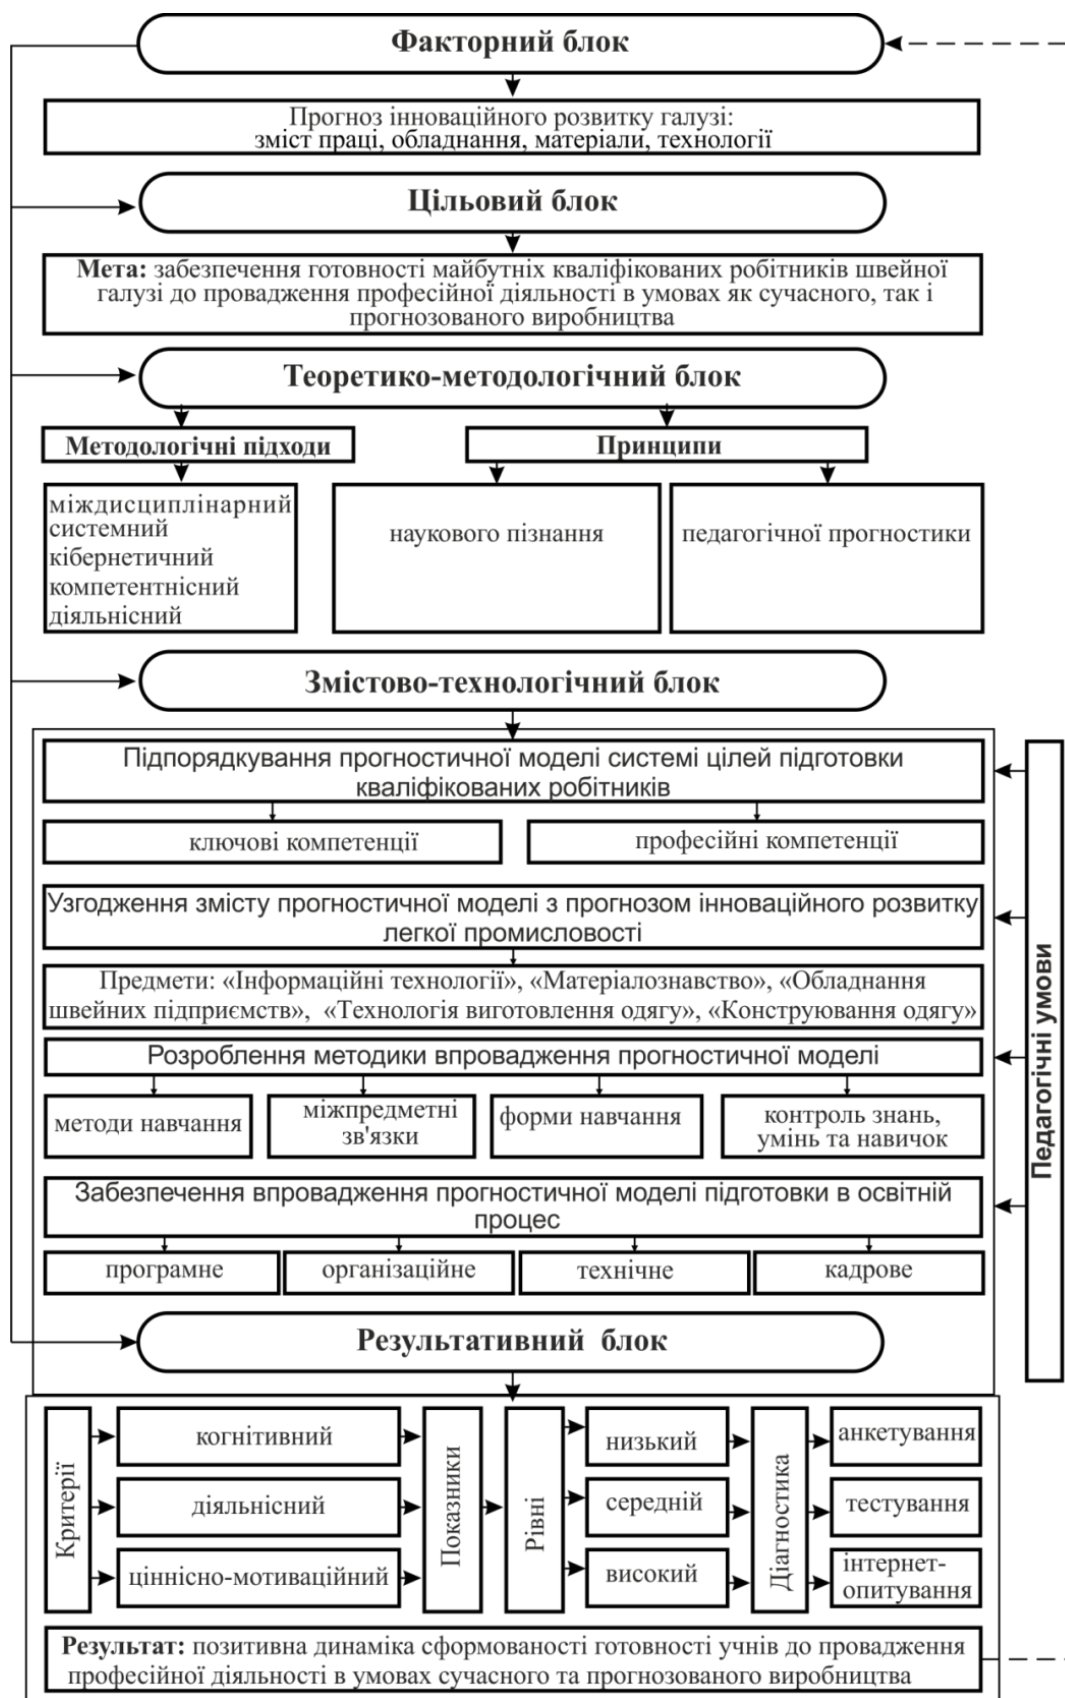 Факторний блок
Прогноз інноваційного розвитку галузі:
зміст праці, обладнання, матеріали, технології
Цільовий блок
Мета: забезпечення готовності майбутніх кваліфікованих робітників швейної
галузі до провадження професійної діяльності в умовах як сучасного, так і
прогнозованого виробництва
Теоретико-методологічний блок
Методологічні підходи
Принципи
міждисциплінарний
системний
кібернетичний
компетентнісний
діяльнісний
наукового пізнання
педагогічної прогностики
Змістово-технологічний блок
Підпорядкування прогностичної моделі системі цілей підготовки
кваліфікованих робітників
ключові компетенції
професійні компетенції
Узгодження змісту прогностичної моделі з прогнозом інноваційного розвитку
легкої промисловості
Предмети: «Інформаційні технології», «Матеріалознавство», «Обладнання
швейних підприємств», «Технологія виготовлення одягу», «Конструювання одягу»
Розроблення методики впровадження прогностичної моделі
методи навчання
міжпредметні
зв'язки
форми навчання
контроль знань,
умінь та навичок
Забезпечення впровадження прогностичної моделі підготовки в освітній
процес
програмне
організаційне
технічне
кадрове
Педагогічні умови
Результативний блок
Критерії
когнітивний
діяльнісний
ціннісно-мотиваційний
Показники
Рівні
низький
середній
високий
Діагностика
анкетування
тестування
інтернет-
опитування
Результат: позитивна динаміка сформованості готовності учнів до провадження
професійної діяльності в умовах сучасного та прогнозованого виробництва